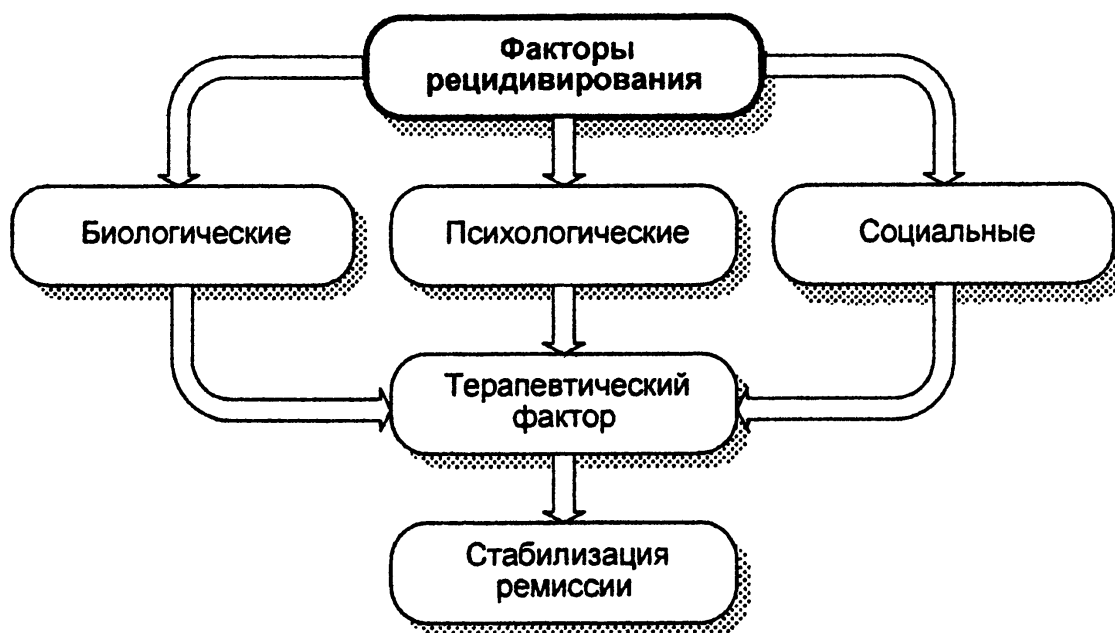 Факторы
рецидивирования
Биологические
Психологические
Социальные
Терапевтический
фактор
Стабилизация
ремиссии